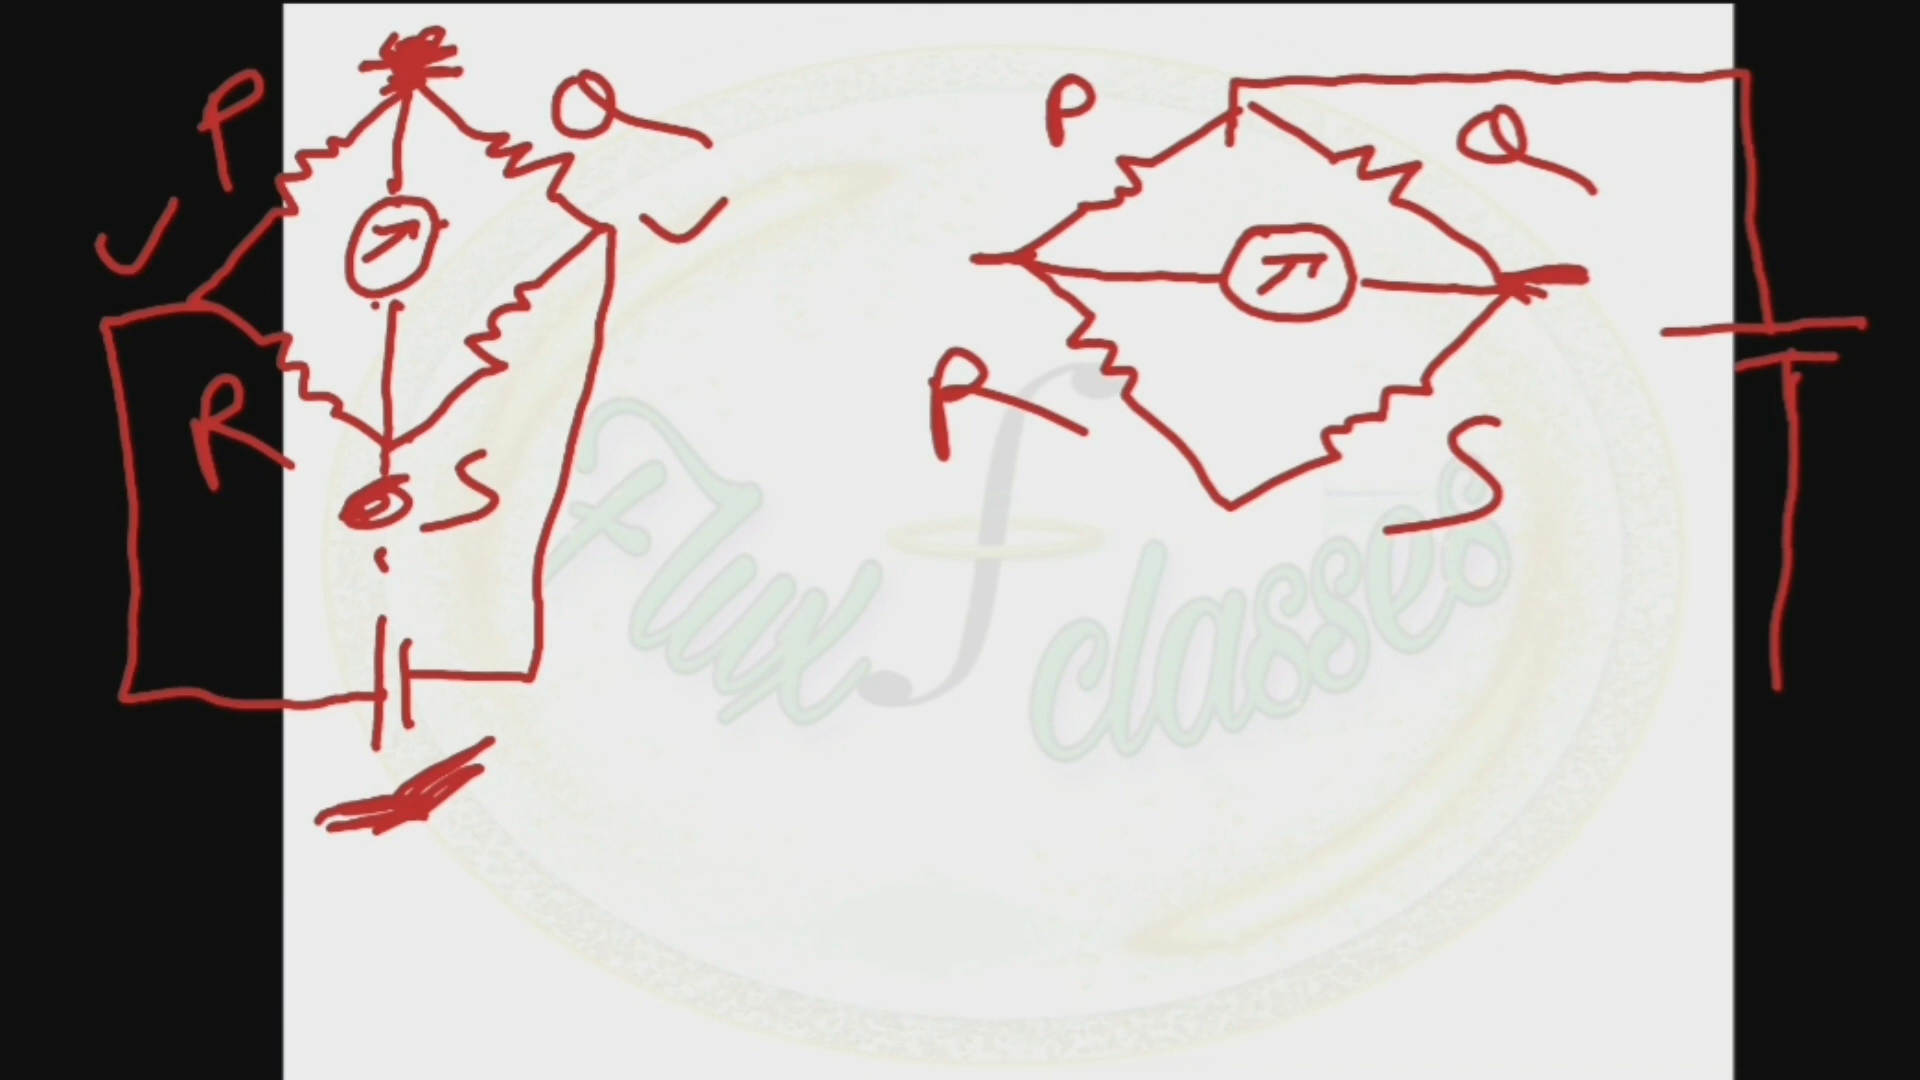 P Q
R S
P Q
R S
Flux classes